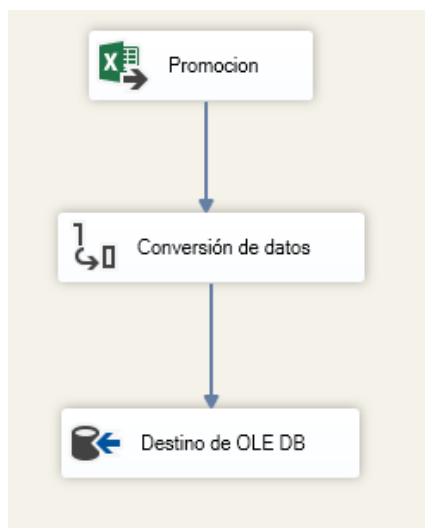 Promocion
Conversión de datos
Destino de OLE DB